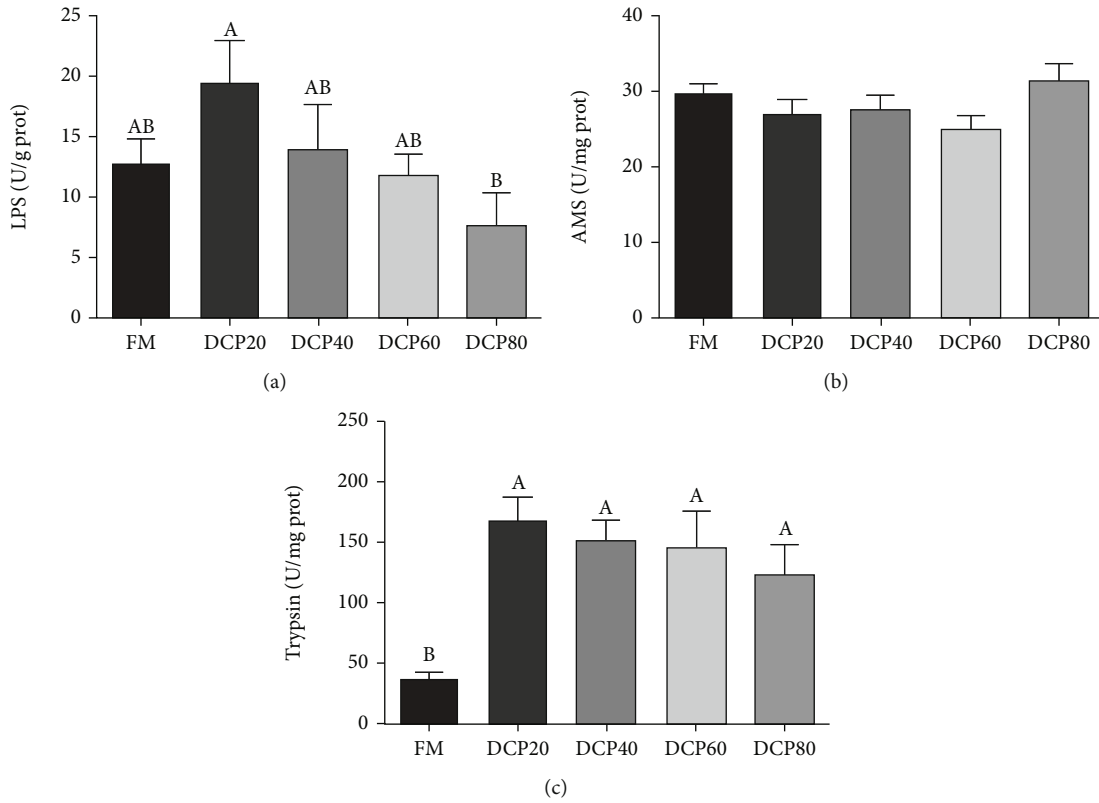 LPS (U/g prot)
25
20
15
10
5
0
AB
A
AB
AB
B
FM DCP20 DCP40 DCP60 DCP80
(a)
AMS (U/mg prot)
40
30
20
10
0
FM DCP20 DCP40 DCP60 DCP80
(b)
Trypsin (U/mg prot)
250
200
150
100
50
0
B
A
A
A
A
FM DCP20 DCP40 DCP60 DCP80
(c)